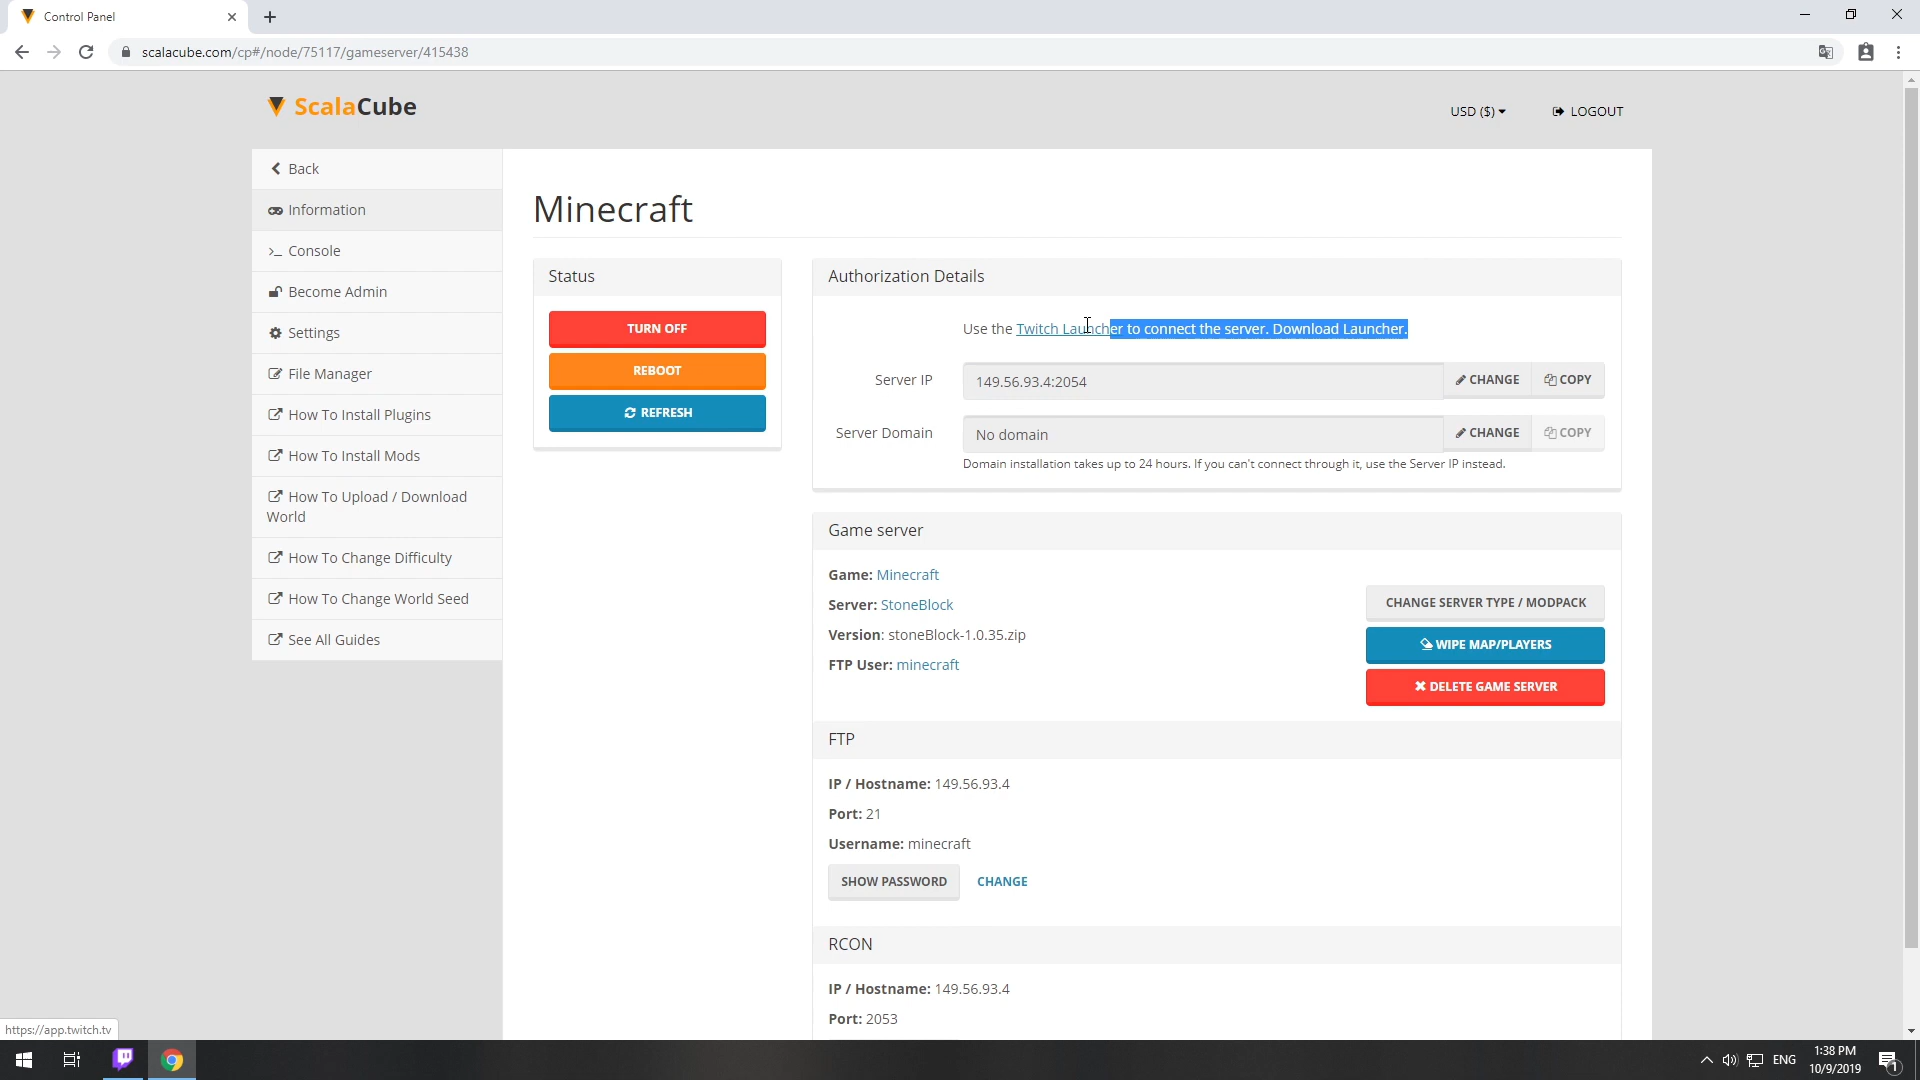 Control Panel
scalacube.com/cp#/node/75117/gameserver/415438
ScalaCube
USD ($)
LOGOUT
Back
Information
Console
Become Admin
Settings
File Manager
How To Install Plugins
How To Install Mods
How To Upload / Download
World
How To Change Difficulty
How To Change World Seed
See All Guides
Minecraft
Status
TURN OFF
REBOOT
REFRESH
Authorization Details
Use the Twitch Launcher to connect the server. Download Launcher.
Server IP
149.56.93.4:2054
CHANGE
COPY
Server Domain
No domain
CHANGE
COPY
Domain installation takes up to 24 hours. If you can't connect through it, use the Server IP instead.
Game server
Game: Minecraft
Server: StoneBlock
Version: stoneBlock-1.0.35.zip
FTP User: minecraft
CHANGE SERVER TYPE / MODPACK
WIPE MAP/PLAYERS
DELETE GAME SERVER
FTP
IP / Hostname: 149.56.93.4
Port: 21
Username: minecraft
SHOW PASSWORD
CHANGE
RCON
IP / Hostname: 149.56.93.4
Port: 2053
https://app.twitch.tv
ENG
1:38 PM
10/9/2019
1